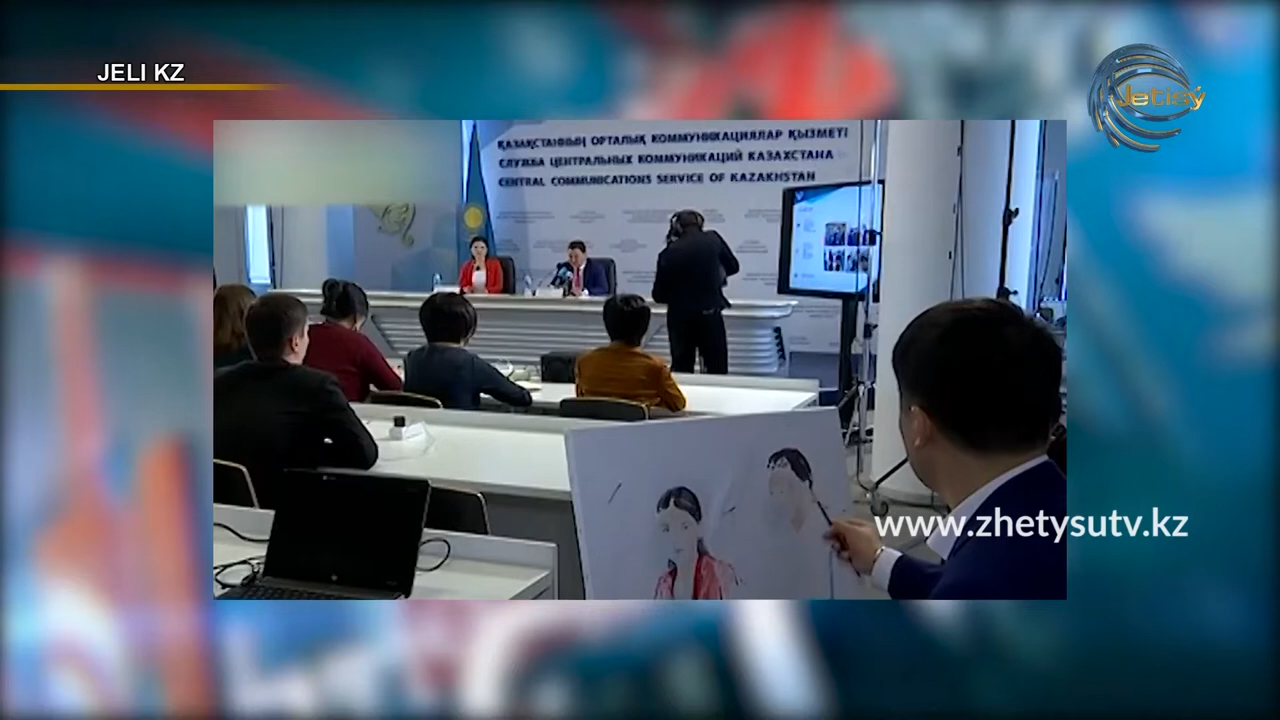 JELI KZ
Jetisý
ҚАЗАҚСТАННЫҢ ОРТАЛЫҚ КОММУНИКАЦИЯЛАР ҚЫЗМЕТІ
СЛУЖБА ЦЕНТРАЛЬНЫХ КОММУНИКАЦИЙ КАЗАХСТАНА
CENTRAL COMMUNICATIONS SERVICE OF KAZAKHSTAN
www.zhetysutv.kz